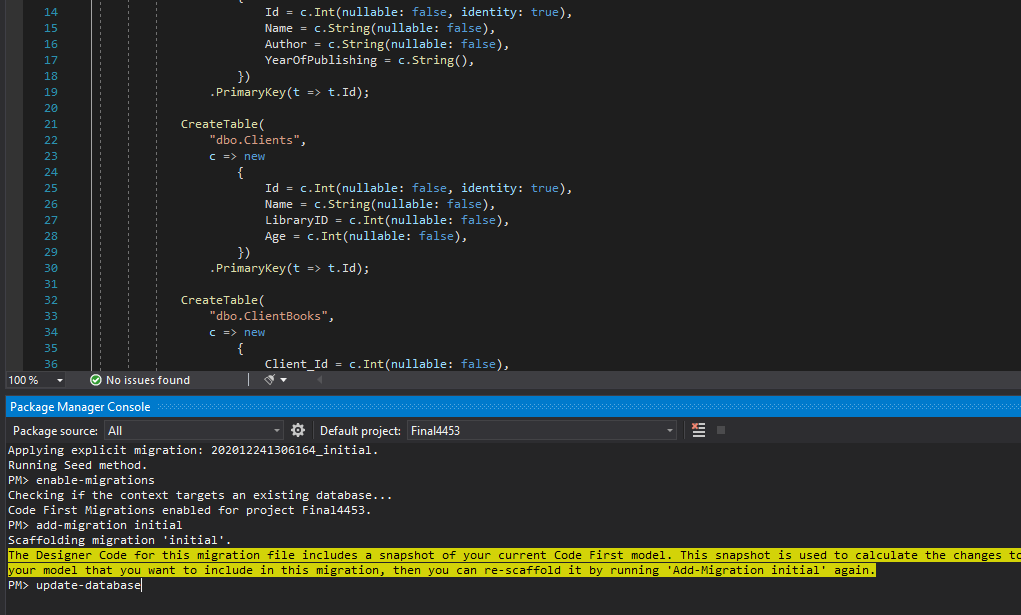 14 Id = c.Int(nullable: false, identity: true),
15 Name = c.String(nullable: false),
16 Author = c.String(nullable: false),
17 YearOfPublishing = c.String(),
18 })
19 .PrimaryKey(t => t.Id);
20
21 CreateTable(
22 "dbo.Clients",
23 c => new
24 {
25 Id = c.Int(nullable: false, identity: true),
26 Name = c.String(nullable: false),
27 LibraryID = c.Int(nullable: false),
28 Age = c.Int(nullable: false),
29 })
30 .PrimaryKey(t => t.Id);
31
32 CreateTable(
33 "dbo.ClientBooks",
34 c => new
35 {
36 Client_Id = c.Int(nullable: false),
100 % No issues found
Package Manager Console
Package source: All Default project: Final4453
Applying explicit migration: 202012241306164_initial.
Running Seed method.
PM> enable-migrations
Checking if the context targets an existing database...
Code First Migrations enabled for project Final4453.
PM> add-migration initial
Scaffolding migration 'initial'.
The Designer Code for this migration file includes a snapshot of your current Code First model. This snapshot is used to calculate the changes to
your model that you want to include in this migration, then you can re-scaffold it by running 'Add-Migration initial' again.
PM> update-database